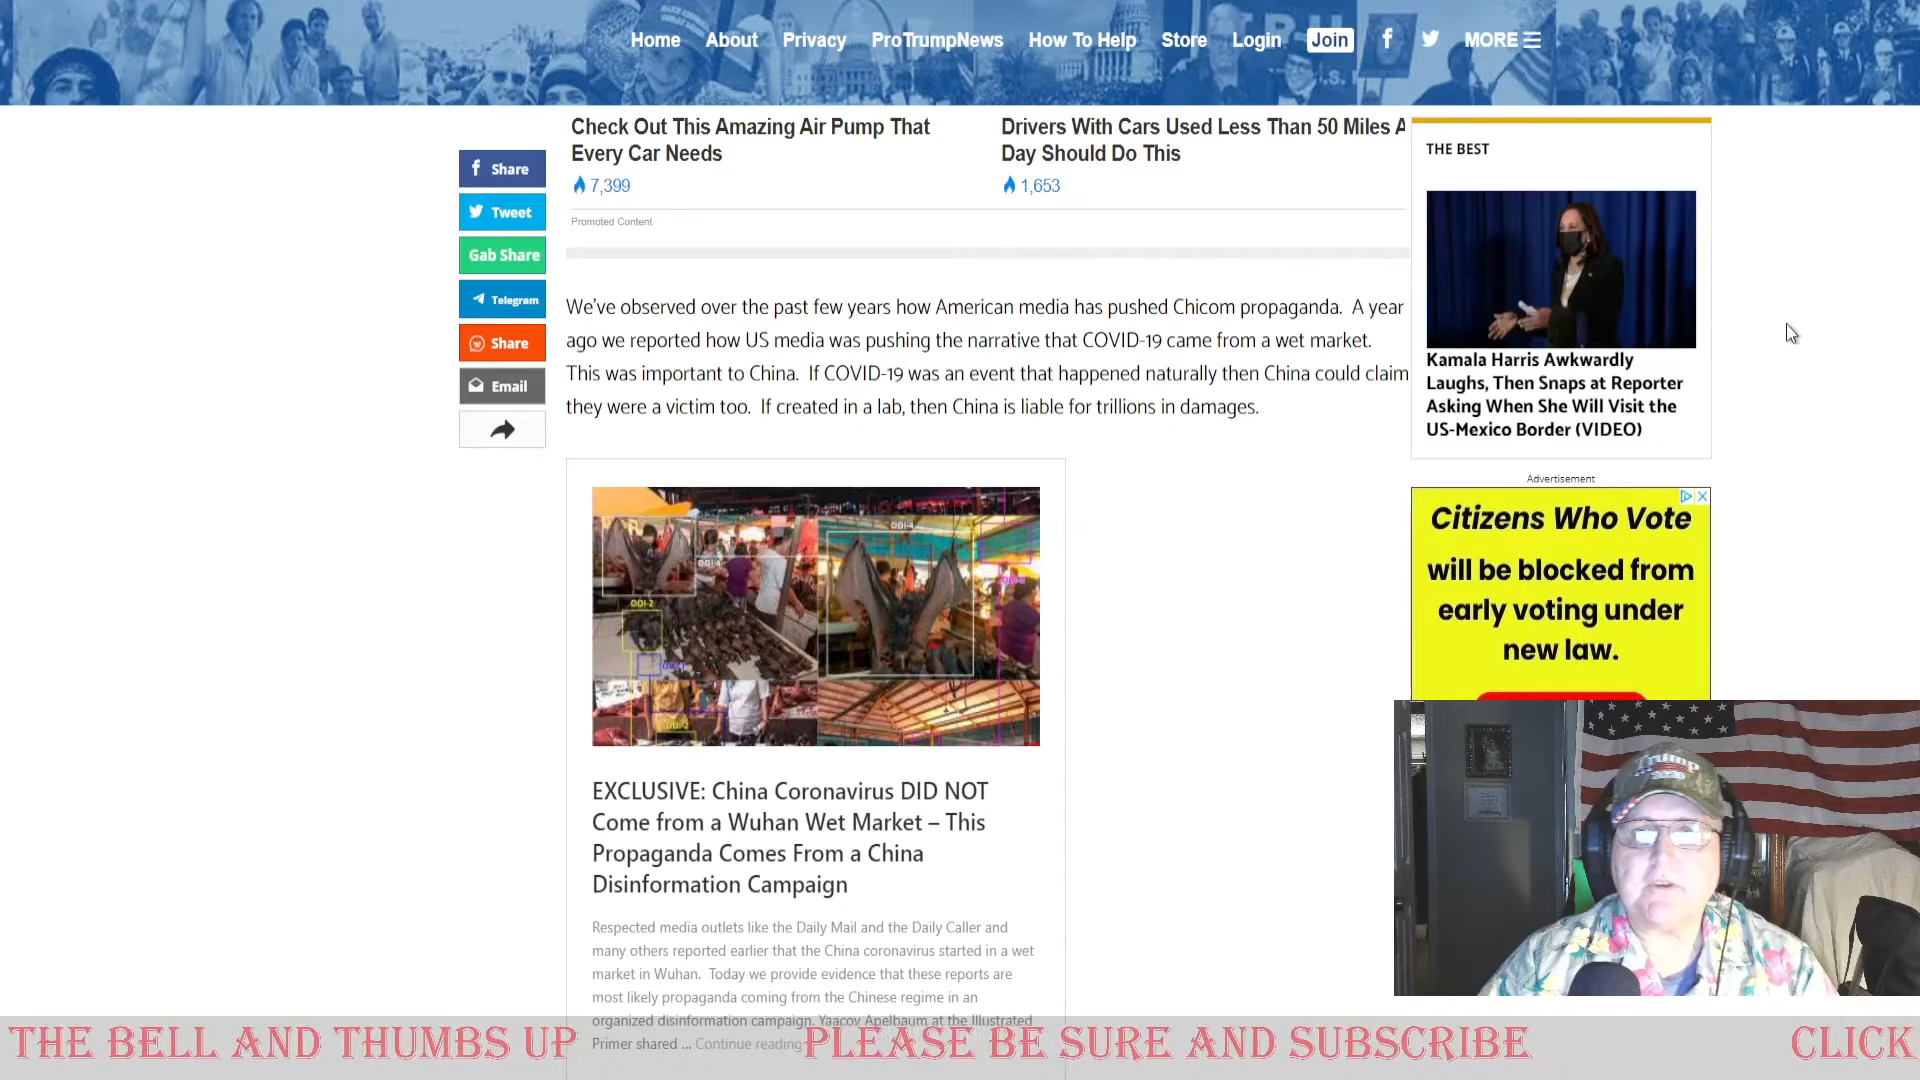 Home About Privacy ProTrumpNews How To Help Store Login Join MORE
Check Out This Amazing Air Pump That
Every Car Needs
7,399
Drivers With Cars Used Less Than 50 Miles A
Day Should Do This
1,653
Promoted Content
Share
Tweet
Gab Share
Telegram
Share
Email
We've observed over the past few years how American media has pushed Chicom propaganda. A year
ago we reported how US media was pushing the narrative that COVID-19 came from a wet market.
This was important to China. If COVID-19 was an event that happened naturally then China could claim
they were a victim too. If created in a lab, then China is liable for trillions in damages.
OOI-4
OOI-4
OOI-2
OOI-2
EXCLUSIVE: China Coronavirus DID NOT
Come from a Wuhan Wet Market – This
Propaganda Comes From a China
Disinformation Campaign
Respected media outlets like the Daily Mail and the Daily Caller and
many others reported earlier that the China coronavirus started in a wet
market in Wuhan. Today we provide evidence that these reports are
most likely propaganda coming from the Chinese regime in an
organized disinformation campaign. Yaacov Apelbaum at the Illustrated
Primer shared ... Continue reading
THE BEST
Kamala Harris Awkwardly
Laughs, Then Snaps at Reporter
Asking When She Will Visit the
US-Mexico Border (VIDEO)
Advertisement
Citizens Who Vote
will be blocked from
early voting under
new law.
Trump
2020
THE BELL AND THUMBS UP PLEASE BE SURE AND SUBSCRIBE CLICK